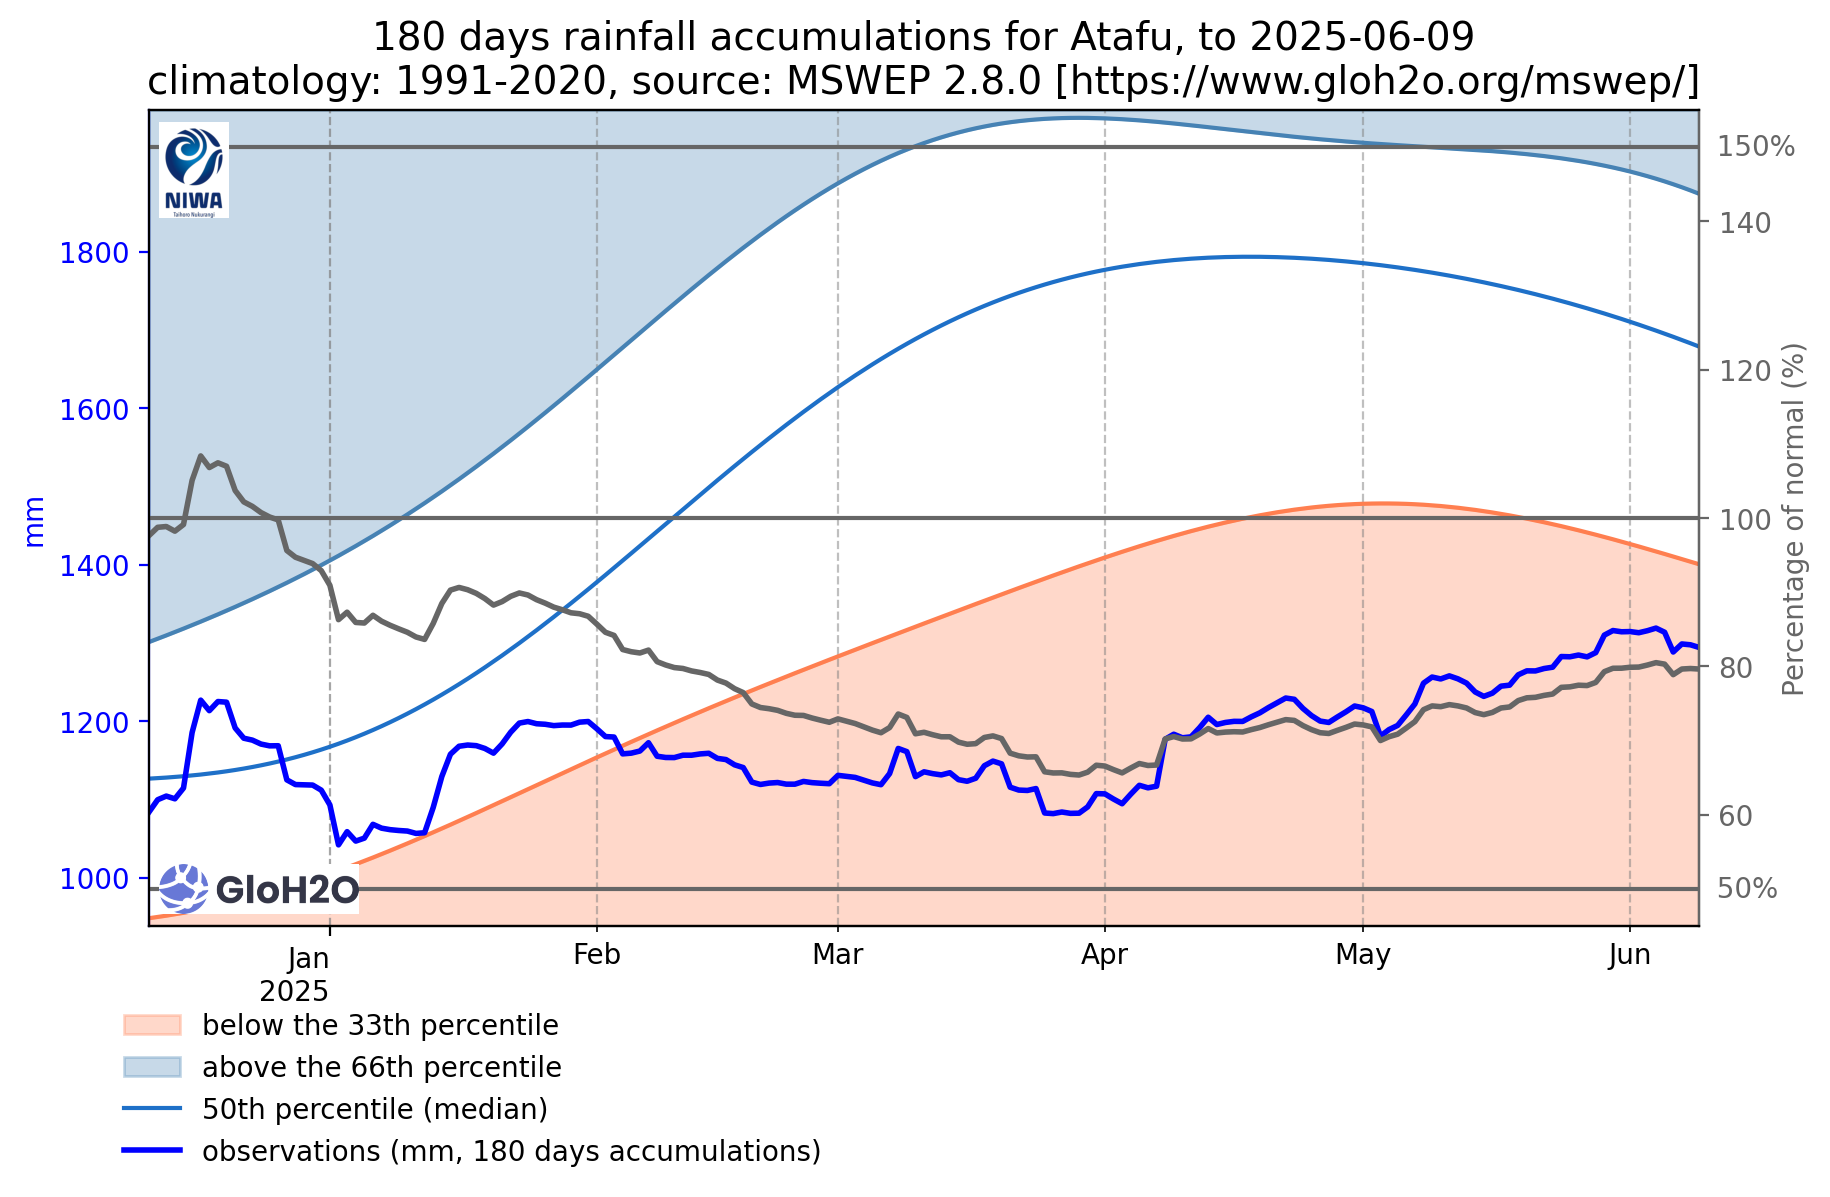 180 days rainfall accumulations for Atafu, to 2025-06-09
climatology: 1991-2020, source: MSWEP 2.8.0 [https://www.gloh2o.org/mswep/]
NIWA
Taihoro Nukurangi
150%
140
120
100
80
60
50%
Percentage of normal (%)
1800
1600
1400
1200
1000
mm
GloH2O
Jan
2025
Feb
Mar
Apr
May
Jun
below the 33th percentile
above the 66th percentile
50th percentile (median)
observations (mm, 180 days accumulations)